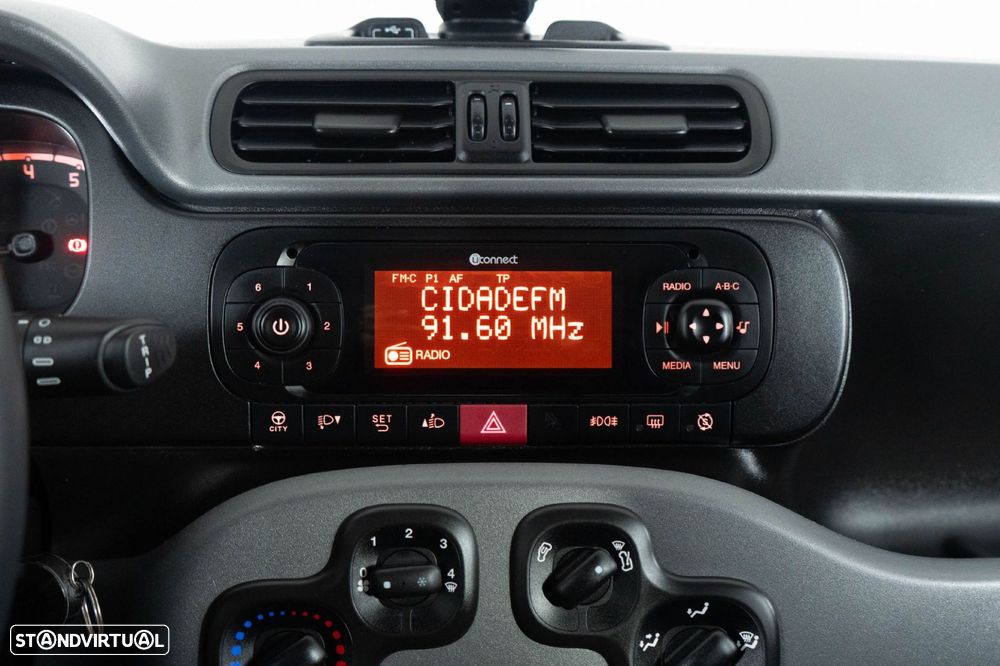 4 5
uconnect
FM-C P1 AF TP
CIDADEFM
91.60 MHz
RADIO
6 1
5 2
4 3
RADIO A·B·C
MEDIA MENU
TRIP
CITY
SET
1 2 3
0 4
STANDVIRTUAL